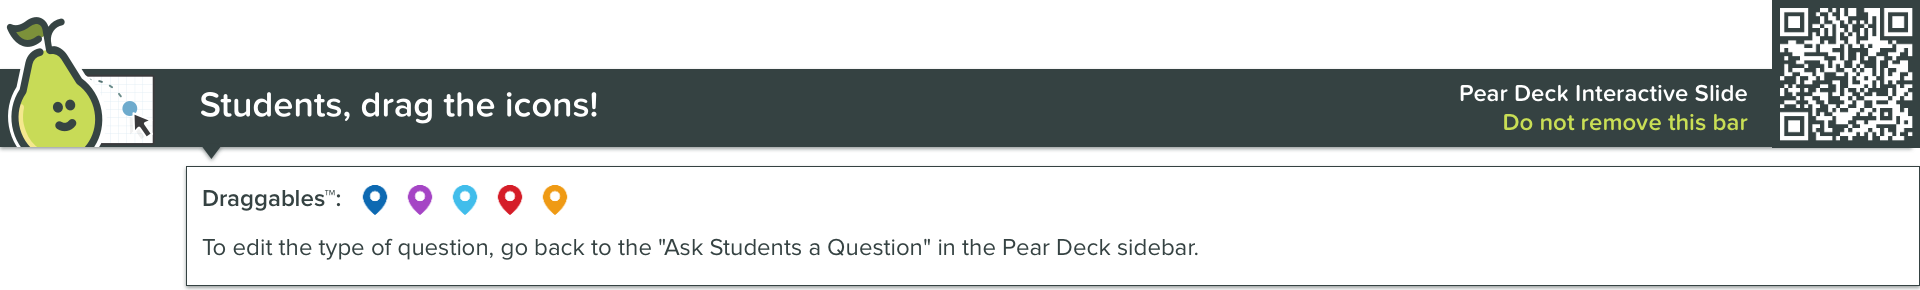 Students, drag the icons!
Pear Deck Interactive Slide
Do not remove this bar
Draggables™:
To edit the type of question, go back to the "Ask Students a Question" in the Pear Deck sidebar.